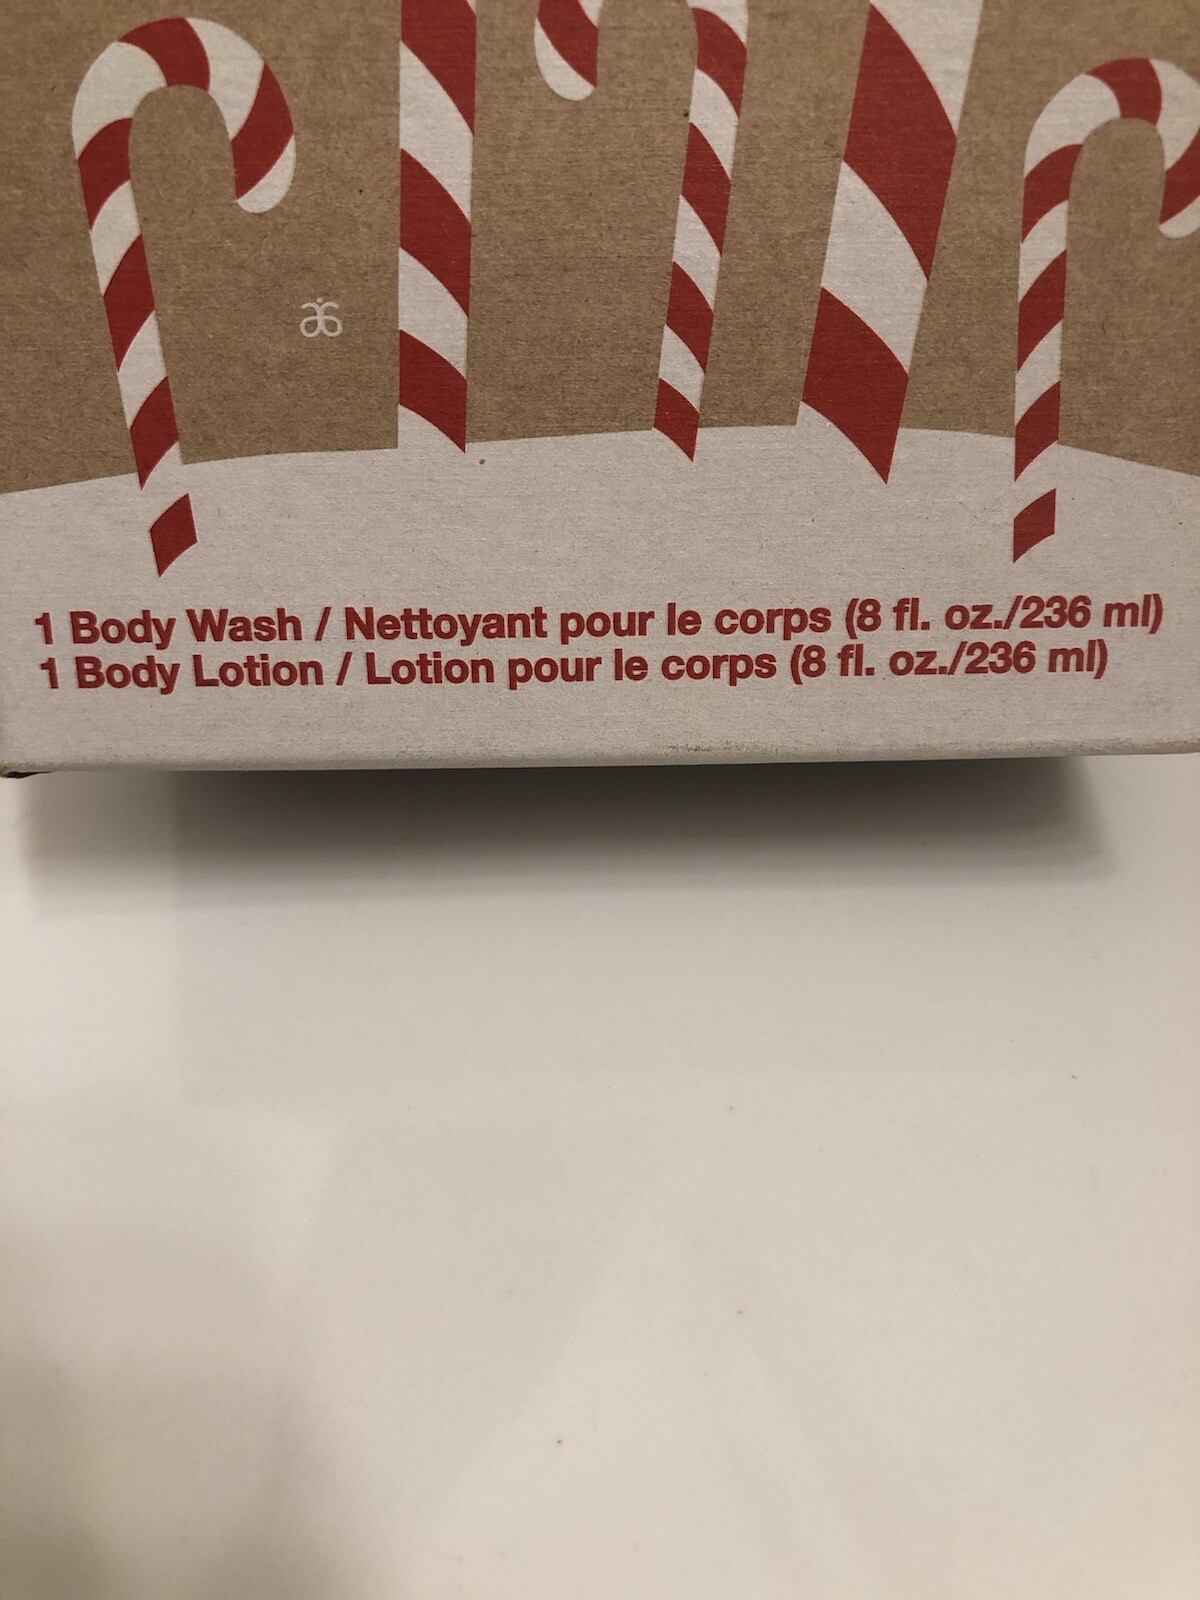 1 Body Wash / Nettoyant pour le corps (8 fl. oz./236 ml)
1 Body Lotion / Lotion pour le corps (8 fl. oz./236 ml)